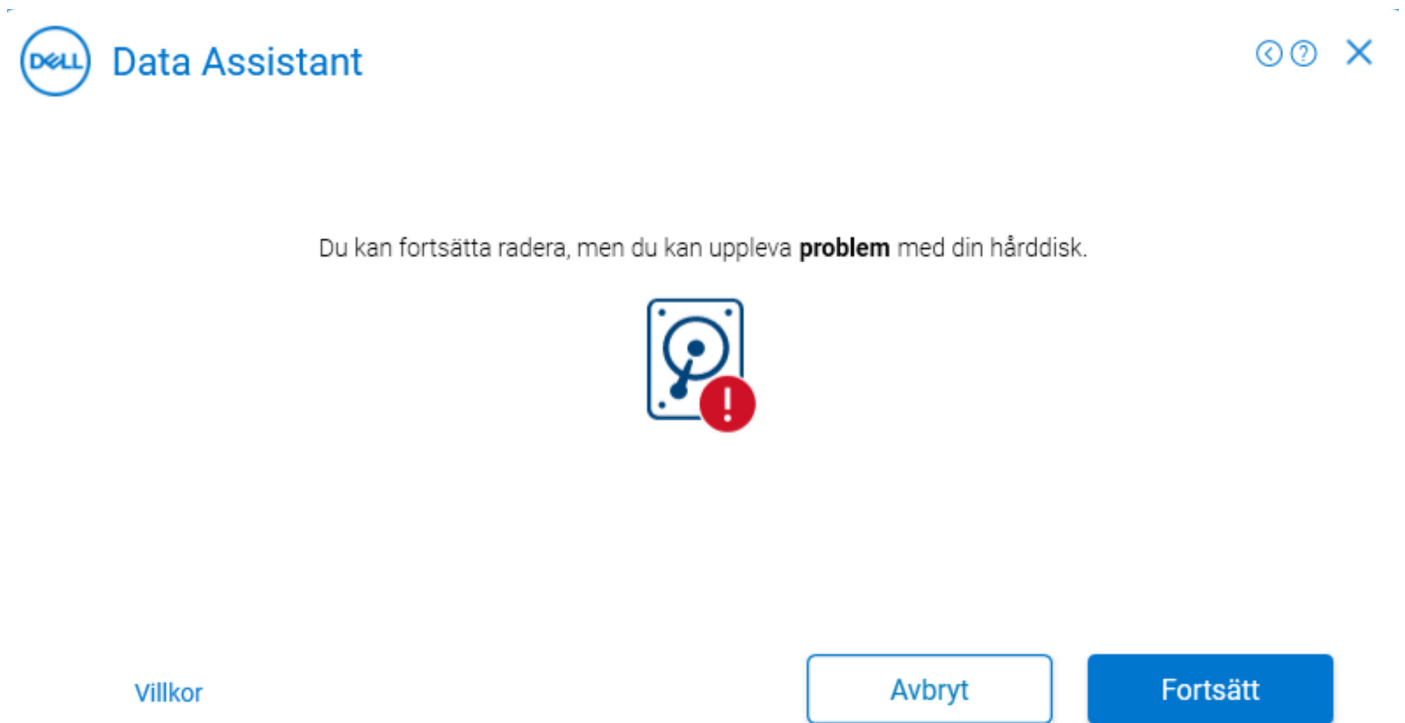 DELL Data Assistant
Du kan fortsätta radera, men du kan uppleva problem med din hårddisk.
Villkor
Avbryt
Fortsätt